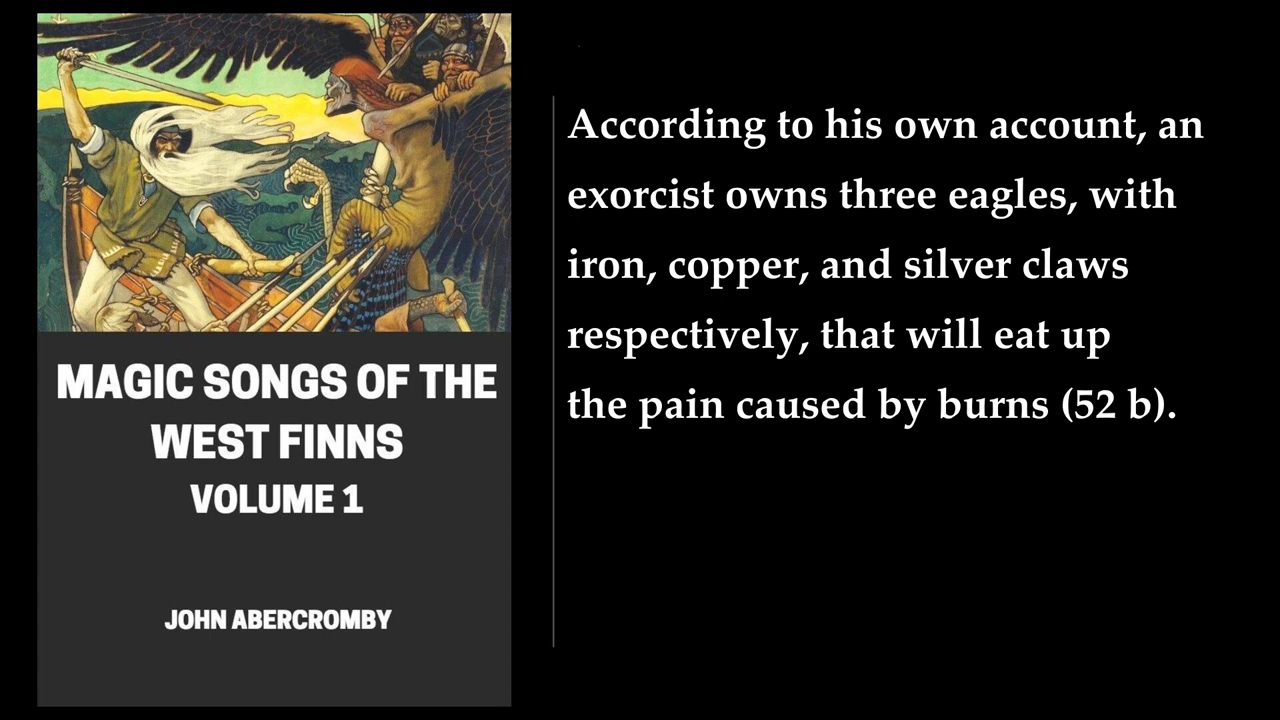 MAGIC SONGS OF THE
WEST FINNS
VOLUME 1
JOHN ABERCROMBY
According to his own account, an
exorcist owns three eagles, with
iron, copper, and silver claws
respectively, that will eat up
the pain caused by burns (52 b).